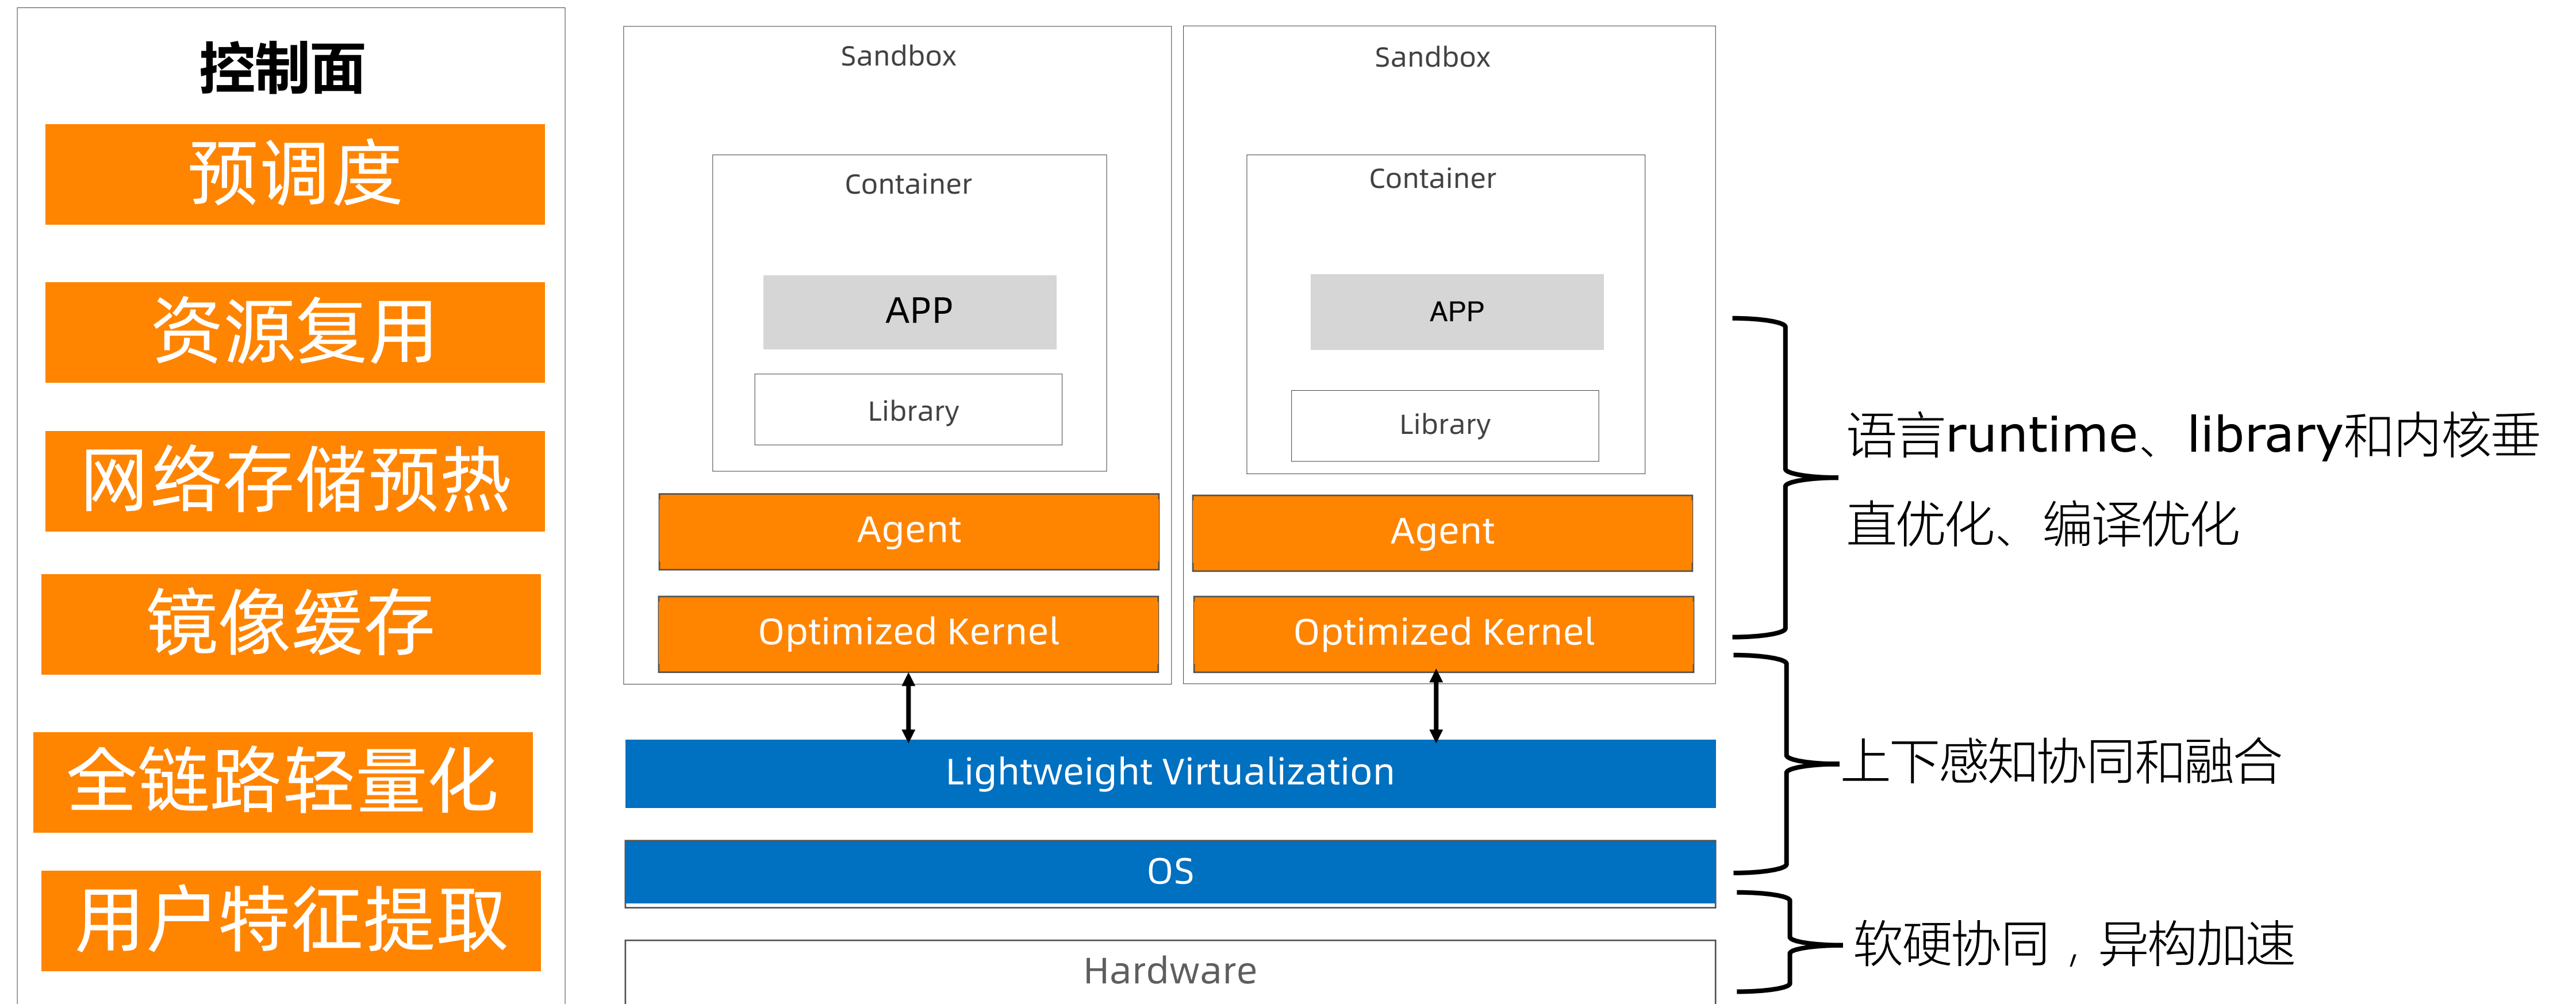 控制面
预调度
资源复用
网络存储预热
镜像缓存
全链路轻量化
用户特征提取
Sandbox
Container
APP
Library
Agent
Optimized Kernel
Sandbox
Container
APP
Library
Agent
Optimized Kernel
Lightweight Virtualization
OS
Hardware
语言runtime、library和内核垂
直优化、编译优化
上下感知协同和融合
软硬协同，异构加速